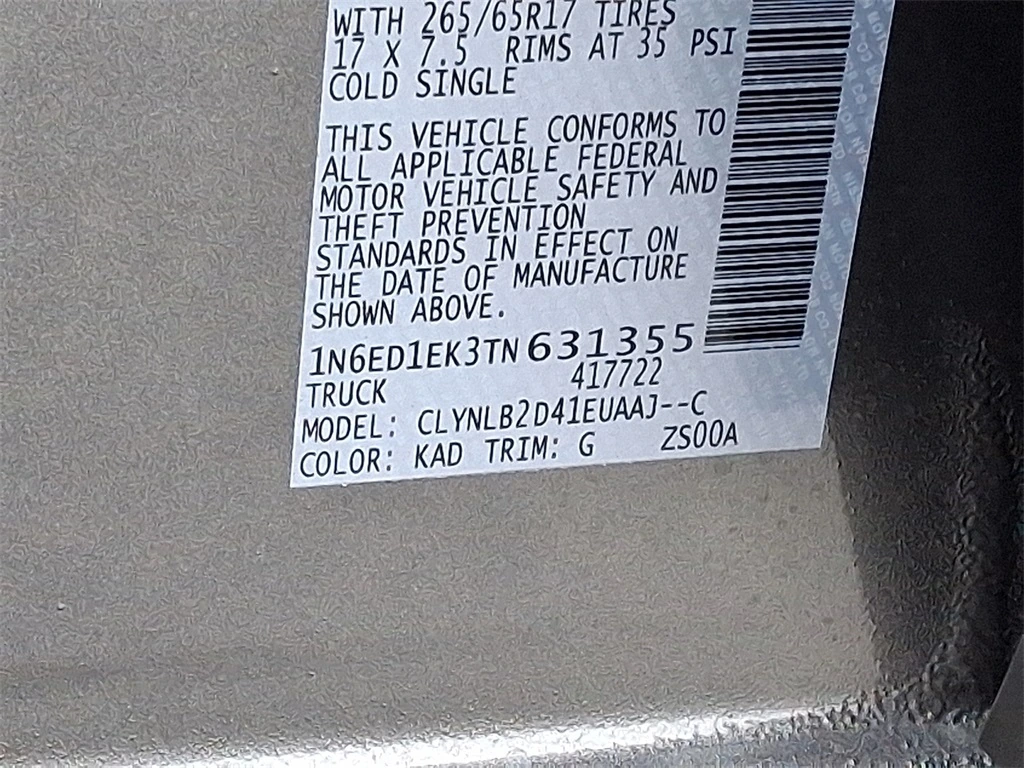 WITH 265/65R17 TIRES
17 X 7.5 RIMS AT 35 PSI
COLD SINGLE
THIS VEHICLE CONFORMS TO
ALL APPLICABLE FEDERAL
MOTOR VEHICLE SAFETY AND
THEFT PREVENTION
STANDARDS IN EFFECT ON
THE DATE OF MANUFACTURE
SHOWN ABOVE.
1N6ED1EK3TN631355
TRUCK 417722
MODEL: CLYNLB2D41EUAAJ--C
COLOR: KAD TRIM: G ZS00A